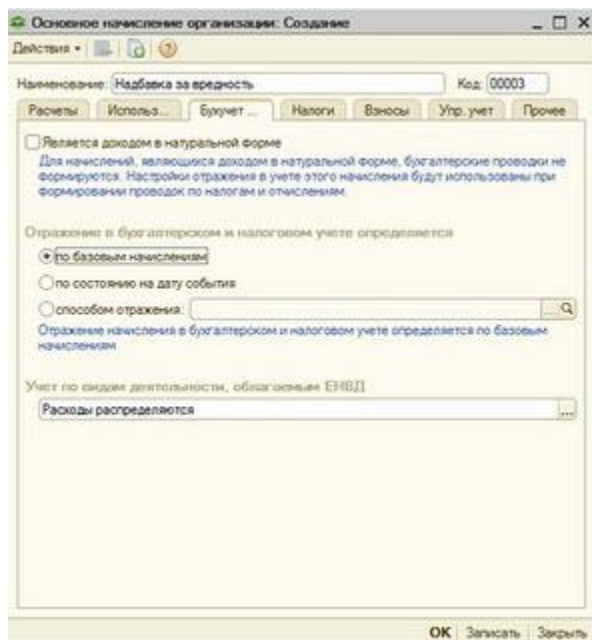 Основное начисление организации: Создание
Действия
Наименование: Надбавка за вредность Код: 00003
Расчеты Использ... Бухучет ... Налоги Взносы Упр. учет Прочее
Является доходом в натуральной форме
Для начислений, являющихся доходом в натуральной форме, бухгалтерские проводки не
формируются. Настройки отражения в учете этого начисления будут использованы при
формировании проводок по налогам и отчислениям.
Отражение в бухгалтерском и налоговом учете определяется
по базовым начислениям
по состоянию на дату события
способом отражения: ...
Отражение начисления в бухгалтерском и налоговом учете определяется по базовым
начислениям
Учет по видам деятельности, облагаемым ЕНВД
Расходы распределяются ...
OK Записать Закрыть